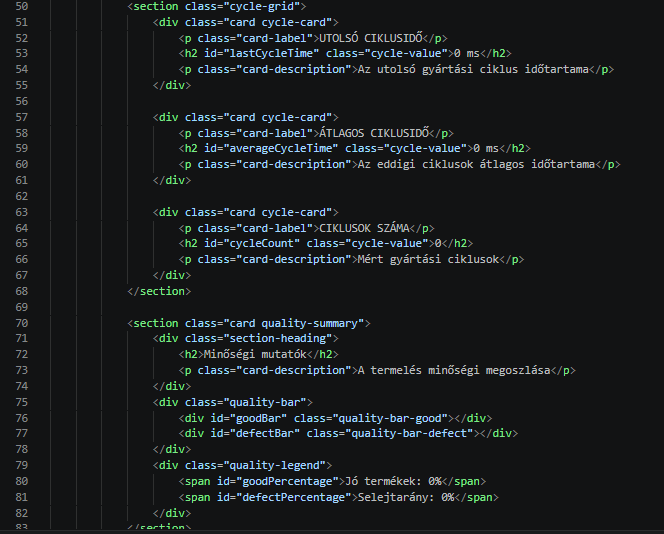 50 <section class="cycle-grid">
51 <div class="card cycle-card">
52 <p class="card-label">UTOLSÓ CIKLUSIDŐ</p>
53 <h2 id="lastCycleTime" class="cycle-value">0 ms</h2>
54 <p class="card-description">Az utolsó gyártási ciklus időtartama</p>
55 </div>
56
57 <div class="card cycle-card">
58 <p class="card-label">ÁTLAGOS CIKLUSIDŐ</p>
59 <h2 id="averageCycleTime" class="cycle-value">0 ms</h2>
60 <p class="card-description">Az eddigi ciklusok átlagos időtartama</p>
61 </div>
62
63 <div class="card cycle-card">
64 <p class="card-label">CIKLUSOK SZÁMA</p>
65 <h2 id="cycleCount" class="cycle-value">0</h2>
66 <p class="card-description">Mért gyártási ciklusok</p>
67 </div>
68 </section>
69
70 <section class="card quality-summary">
71 <div class="section-heading">
72 <h2>Minőségi mutatók</h2>
73 <p class="card-description">A termelés minőségi megoszlása</p>
74 </div>
75 <div class="quality-bar">
76 <div id="goodBar" class="quality-bar-good"></div>
77 <div id="defectBar" class="quality-bar-defect"></div>
78 </div>
79 <div class="quality-legend">
80 <span id="goodPercentage">Jó termékek: 0%</span>
81 <span id="defectPercentage">Selejtarány: 0%</span>
82 </div>
83 </section>